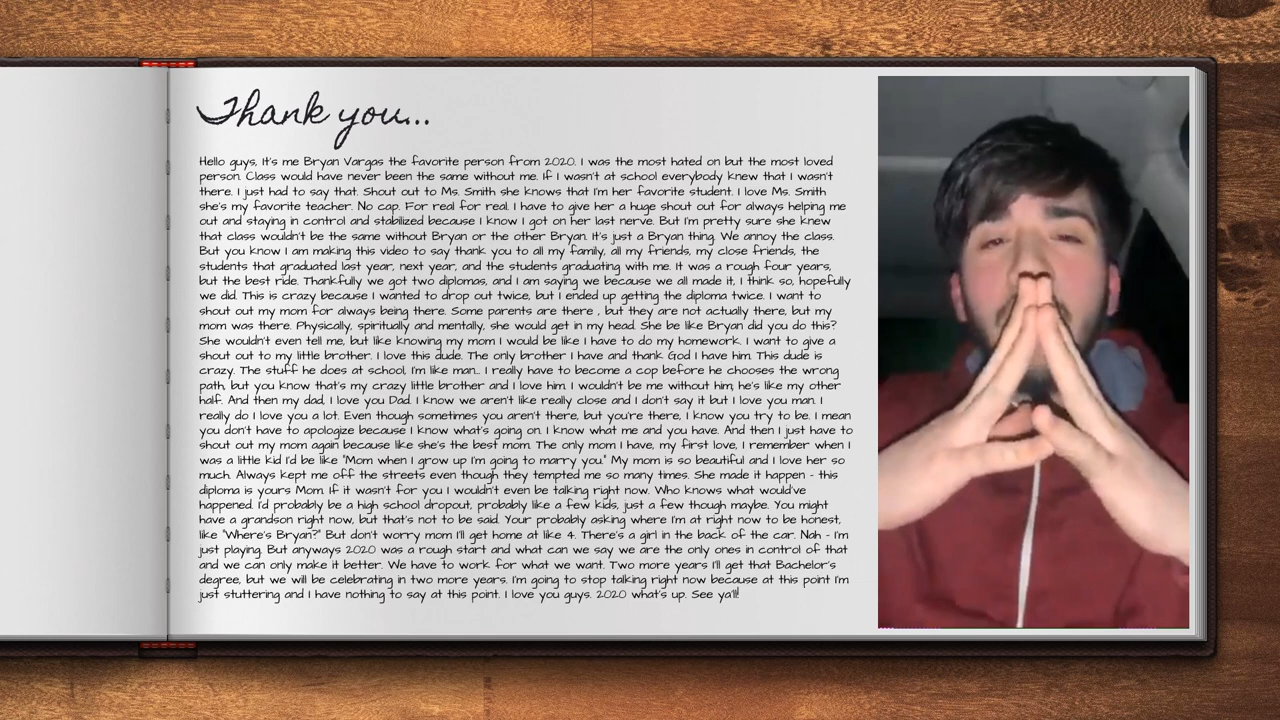 Thank you...
Hello guys, It's me Bryan Vargas the favorite person from 2020. I was the most hated on but the most loved
person. Class would have never been the same without me. If I wasn't at school everybody knew that I wasn't
there. I just had to say that. Shout out to Ms. Smith she knows that I'm her favorite student. I love Ms. Smith
she's my favorite teacher. No cap. For real for real. I have to give her a huge shout out for always helping me
out and staying in control and stabilized because I know I got on her last nerve. But I'm pretty sure she knew
that class wouldn't be the same without Bryan or the other Bryan. It's just a Bryan thing. We annoy the class.
But you know I am making this video to say thank you to all my family, all my friends, my close friends, the
students that graduated last year, next year, and the students graduating with me. It was a rough four years,
but the best ride. Thankfully we got two diplomas, and I am saying we because we all made it, I think so, hopefully
we did. This is crazy because I wanted to drop out twice, but I ended up getting the diploma twice. I want to
shout out my mom for always being there. Some parents are there , but they are not actually there, but my
mom was there. Physically, spiritually and mentally, she would get in my head. She be like Bryan did you do this?
She wouldn't even tell me, but like knowing my mom I would be like I have to do my homework. I want to give a
shout out to my little brother. I love this dude. The only brother I have and thank God I have him. This dude is
crazy. The stuff he does at school, I'm like man... I really have to become a cop before he chooses the wrong
path, but you know that's my crazy little brother and I love him. I wouldn't be me without him; he's like my other
half. And then my dad, I love you Dad. I know we aren't like really close and I don't say it but I love you man. I
really do I love you a lot. Even though sometimes you aren't there, but you're there, I know you try to be. I mean
you don't have to apologize because I know what's going on. I know what me and you have. And then I just have to
shout out my mom again because like she's the best mom. The only mom I have, my first love, I remember when I
was a little kid I'd be like "Mom when I grow up I'm going to marry you." My mom is so beautiful and I love her so
much. Always kept me off the streets even though they tempted me so many times. She made it happen - this
diploma is yours Mom. If it wasn't for you I wouldn't even be talking right now. Who knows what would've
happened. I'd probably be a high school dropout, probably like a few kids, just a few though maybe. You might
have a grandson right now, but that's not to be said. Your probably asking where I'm at right now to be honest,
like "Where's Bryan?" But don't worry mom I'll get home at like 4. There's a girl in the back of the car. Nah - I'm
just playing. But anyways 2020 was a rough start and what can we say we are the only ones in control of that
and we can only make it better. We have to work for what we want. Two more years I'll get that Bachelor's
degree, but we will be celebrating in two more years. I'm going to stop talking right now because at this point I'm
just stuttering and I have nothing to say at this point. I love you guys. 2020 what's up. See ya'll!